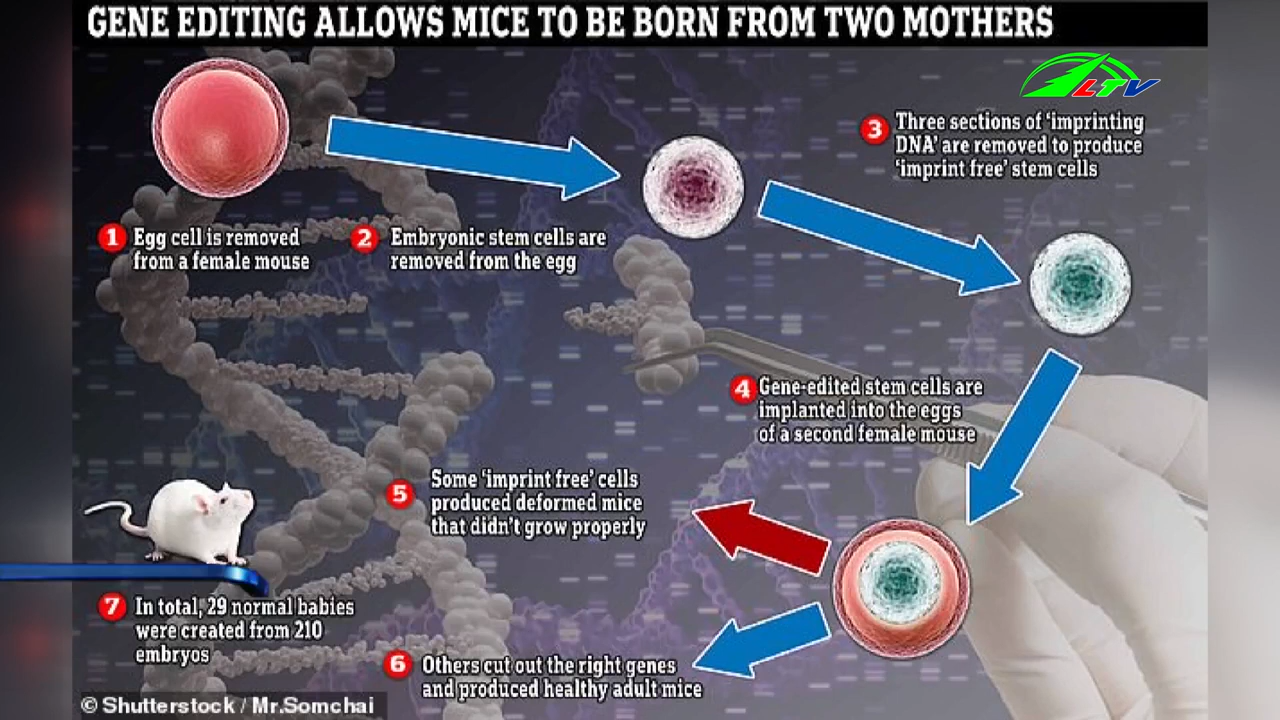 GENE EDITING ALLOWS MICE TO BE BORN FROM TWO MOTHERS
LTV
1 Egg cell is removed
from a female mouse
2 Embryonic stem cells are
removed from the egg
3 Three sections of ‘imprinting
DNA’ are removed to produce
‘imprint free’ stem cells
4 Gene-edited stem cells are
implanted into the eggs
of a second female mouse
5 Some ‘imprint free’ cells
produced deformed mice
that didn’t grow properly
6 Others cut out the right genes
and produced healthy adult mice
7 In total, 29 normal babies
were created from 210
embryos
© Shutterstock / Mr.Somchai